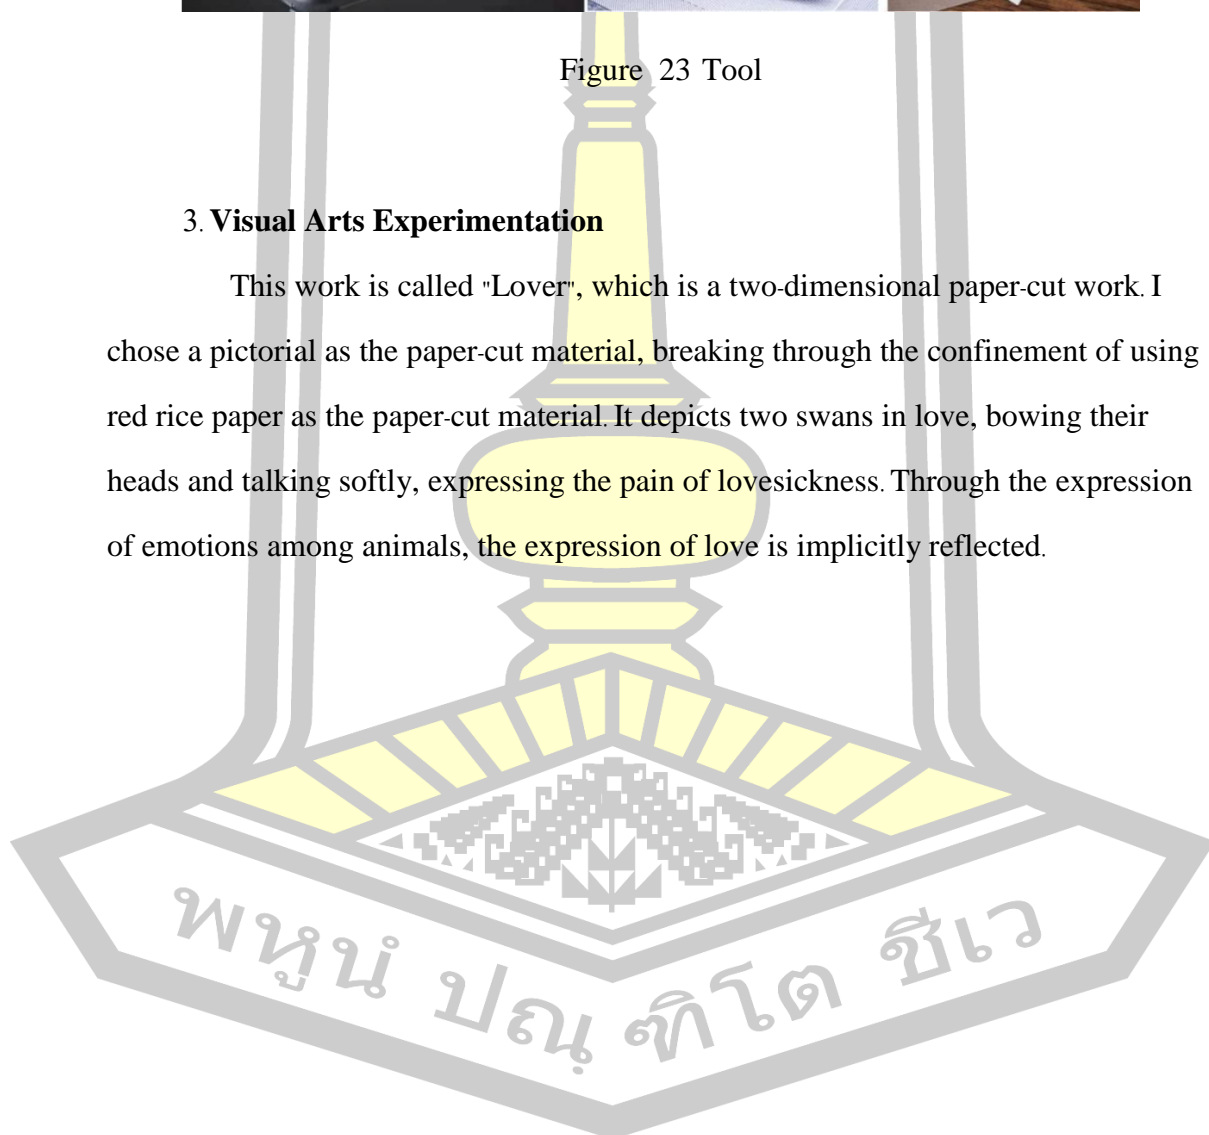 Figure 23 Tool
3. Visual Arts Experimentation
This work is called "Lover", which is a two-dimensional paper-cut work. I
chose a pictorial as the paper-cut material, breaking through the confinement of using
red rice paper as the paper-cut material. It depicts two swans in love, bowing their
heads and talking softly, expressing the pain of lovesickness. Through the expression
of emotions among animals, the expression of love is implicitly reflected.
พหูนํ ปณฺฑิโต ชีเว